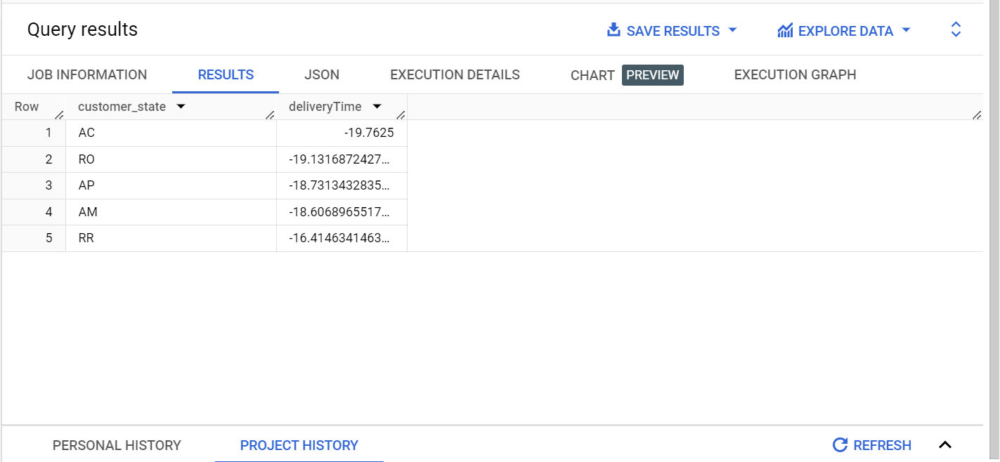 Query results SAVE RESULTS EXPLORE DATA
JOB INFORMATION RESULTS JSON EXECUTION DETAILS CHART PREVIEW EXECUTION GRAPH
Row customer_state deliveryTime
1 AC -19.7625
2 RO -19.1316872427...
3 AP -18.7313432835...
4 AM -18.6068965517...
5 RR -16.4146341463...
PERSONAL HISTORY PROJECT HISTORY REFRESH